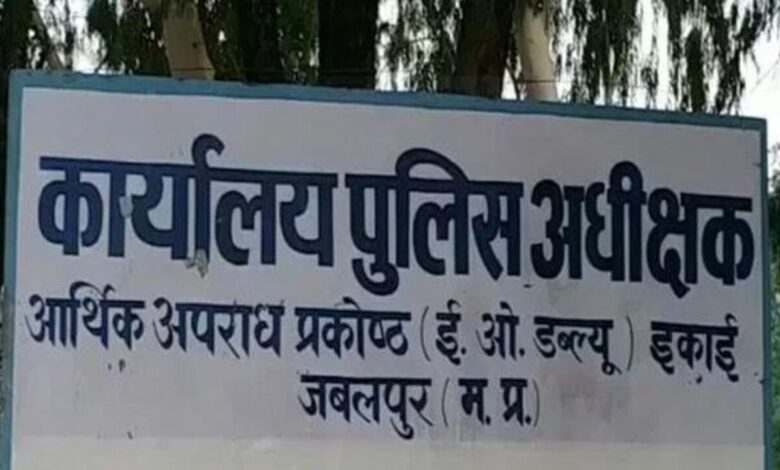 कार्यालय पुलिस अधीक्षक
आर्थिक अपराध प्रकोष्ठ (ई. ओ. डब्ल्यू) इकाई
जबलपुर (म. प्र.)